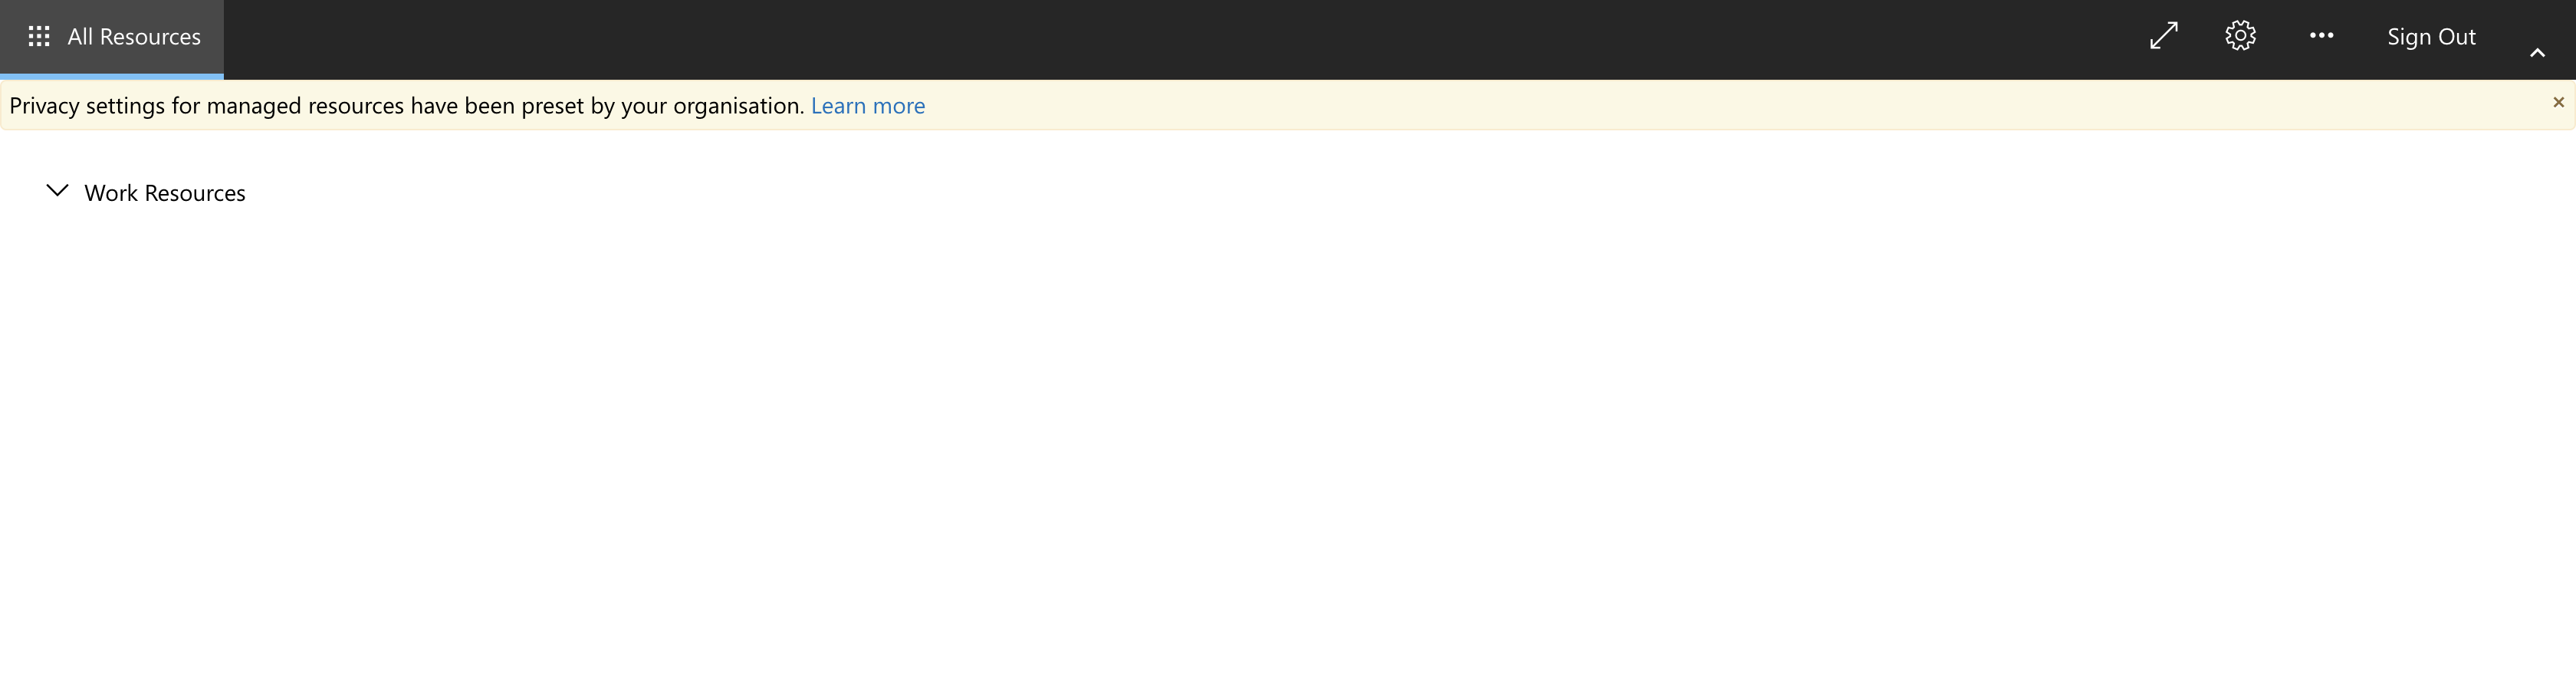 All Resources
Sign Out
Privacy settings for managed resources have been preset by your organisation. Learn more
Work Resources